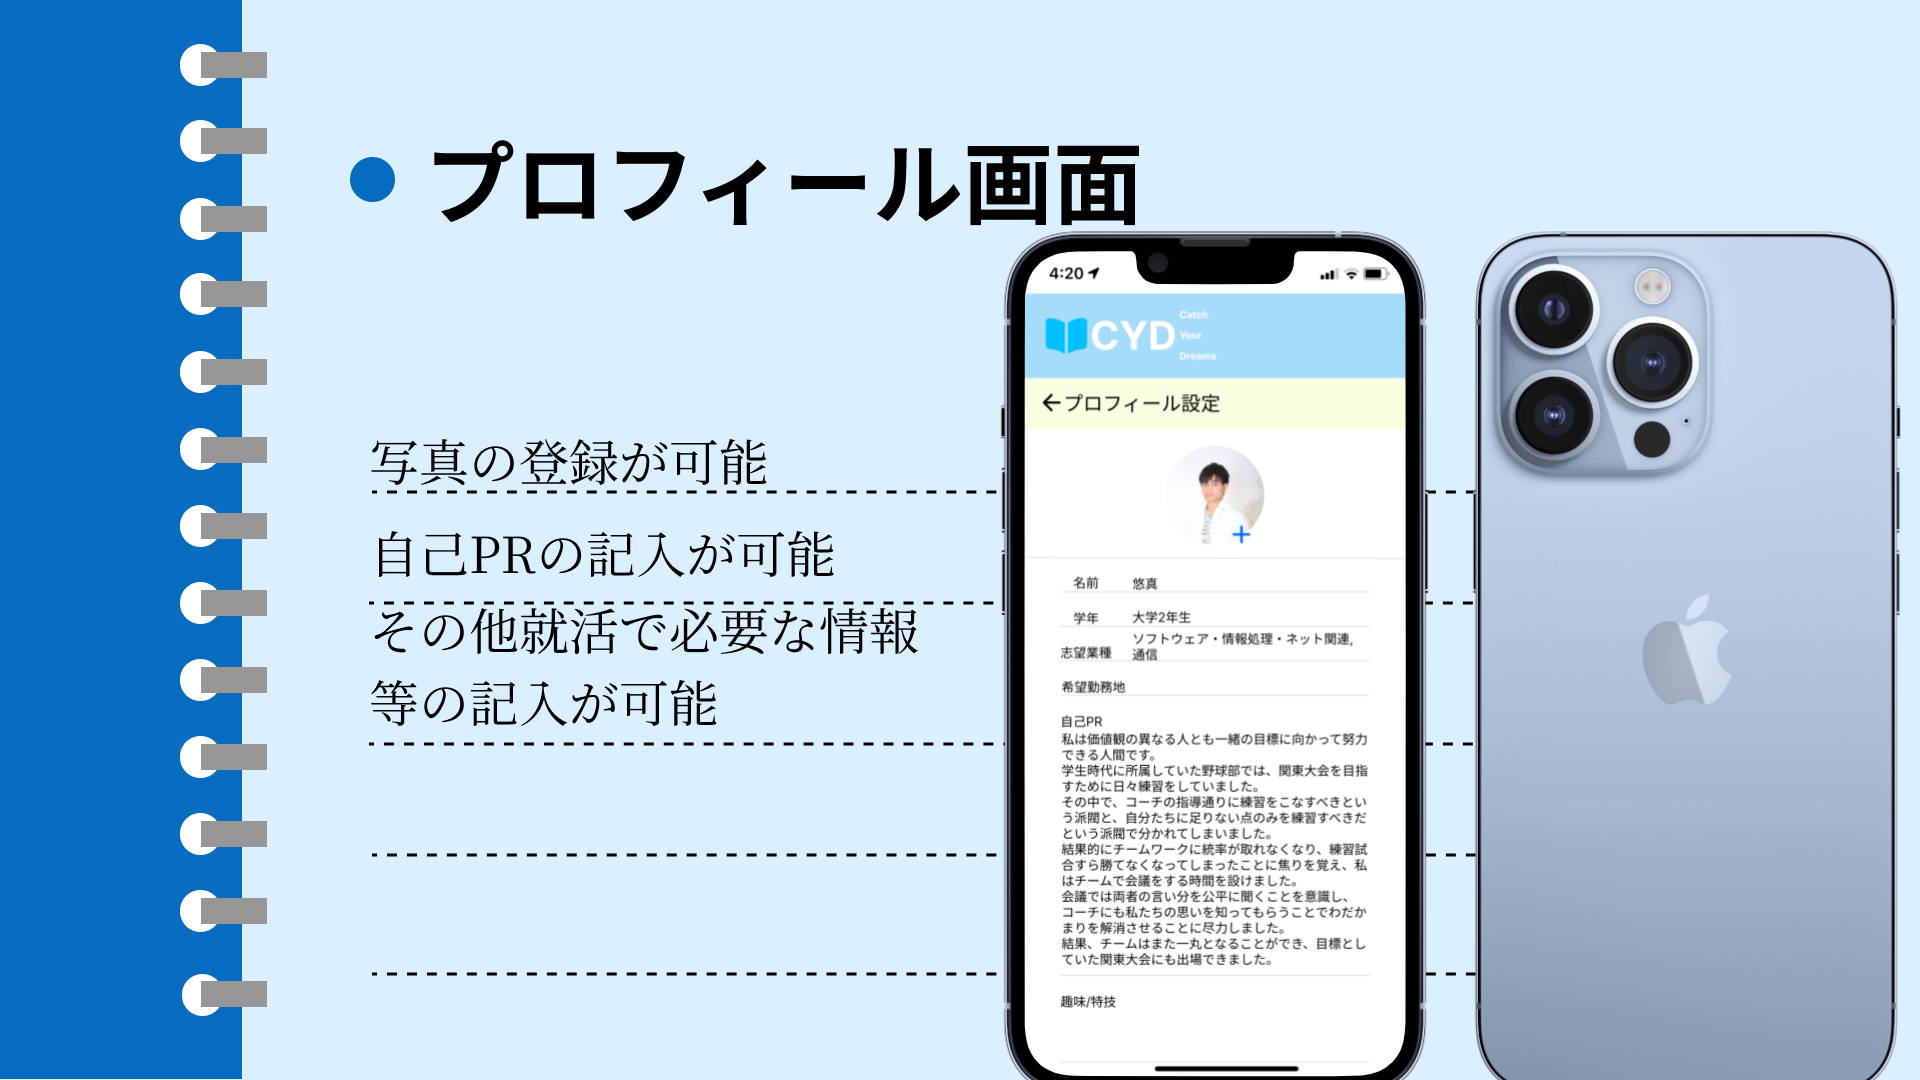 プロフィール画面
写真の登録が可能
自己PRの記入が可能
その他就活で必要な情報
等の記入が可能
4:20
CYD
Catch
Your
Dreams
プロフィール設定
名前 悠真
学年 大学2年生
志望業種 ソフトウェア・情報処理・ネット関連,
通信
希望勤務地
自己PR
私は価値観の異なる人とも一緒の目標に向かって努力
できる人間です。
学生時代に所属していた野球部では、関東大会を目指
すために日々練習をしていました。
その中で、コーチの指導通りに練習をこなすべきとい
う派閥と、自分たちに足りない点のみを練習すべきだ
という派閥で分かれてしまいました。
結果的にチームワークに統率が取れなくなり、練習試
合すら勝てなくなってしまったことに焦りを覚え、私
はチームで会議をする時間を設けました。
会議では両者の言い分を公平に聞くことを意識し、
コーチにも私たちの思いを知ってもらうことでわだか
まりを解消させることに尽力しました。
結果、チームはまた一丸となることができ、目標とし
ていた関東大会にも出場できました。
趣味/特技